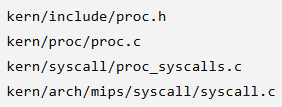 kern/include/proc.h
kern/proc/proc.c
kern/syscall/proc_syscalls.c
kern/arch/mips/syscall/syscall.c